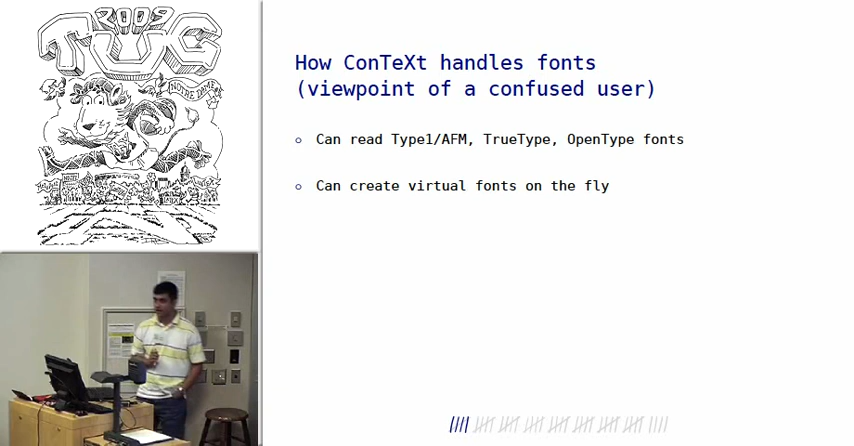 2009
TUG
NOTRE DAME
How ConTeXt handles fonts
(viewpoint of a confused user)
Can read Type1/AFM, TrueType, OpenType fonts
Can create virtual fonts on the fly